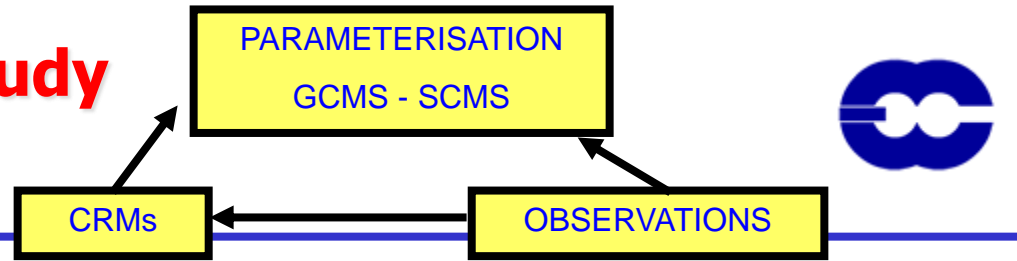 PARAMETERISATION
udy
GCMS - SCMS
CRMs
OBSERVATIONS